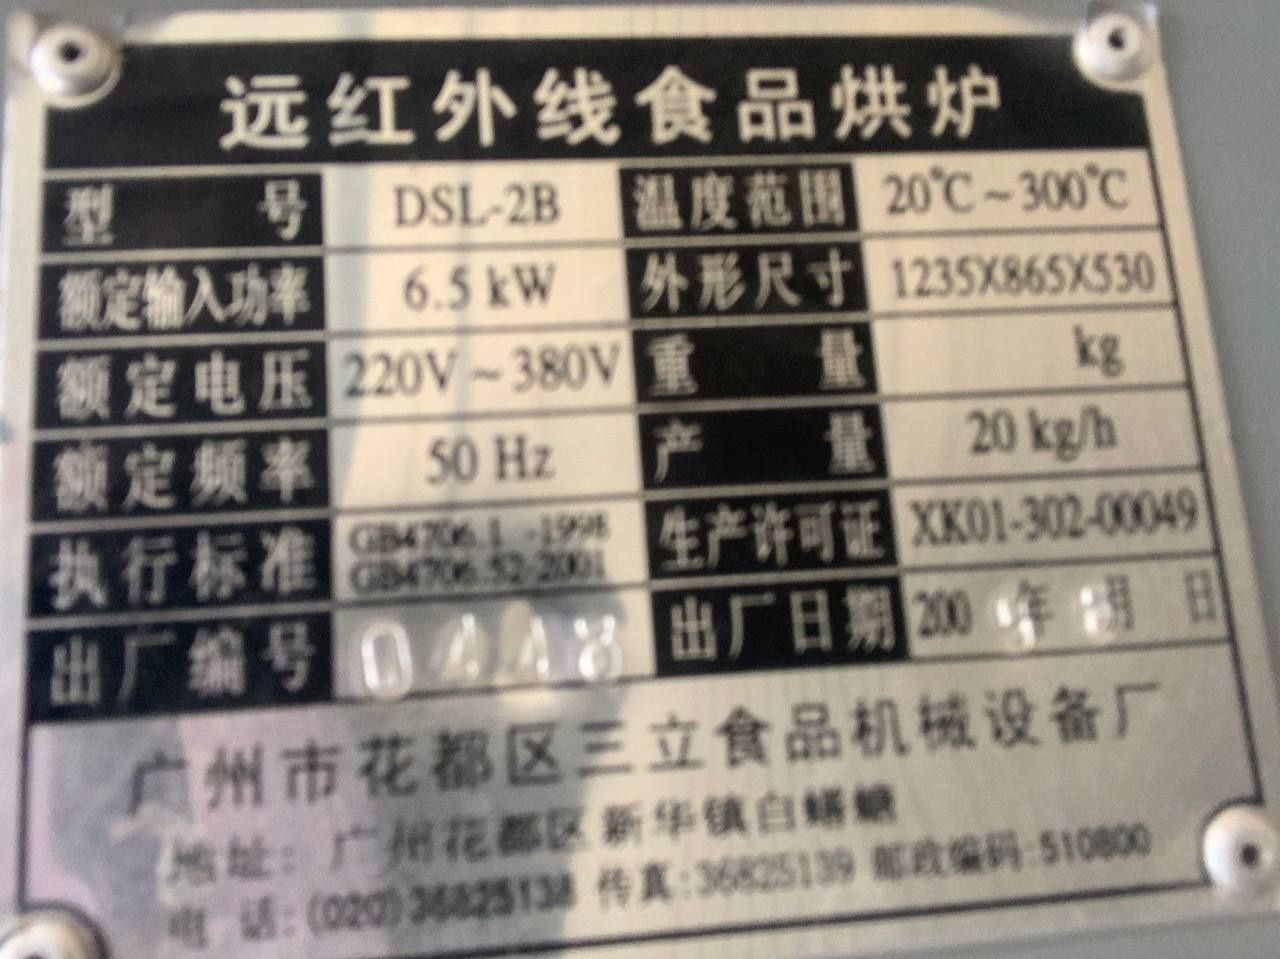 远红外线食品烘炉
型号 DSL-2B 温度范围 20℃~300℃
额定输入功率 6.5 kW 外形尺寸 1235X865X530
额定电压 220V~380V 重量 kg
额定频率 50 Hz 产量 20 kg/h
执行标准 GB4706.1 -1998 生产许可证 XK01-302-00049
GB4706.52-2001
出厂编号 0448 出厂日期 200 年 月 日
广州市花都区三立食品机械设备厂
地址: 广州花都区新华镇白蟮塘
电 话:(020)36825138 传真:36825139 邮政编码:510800